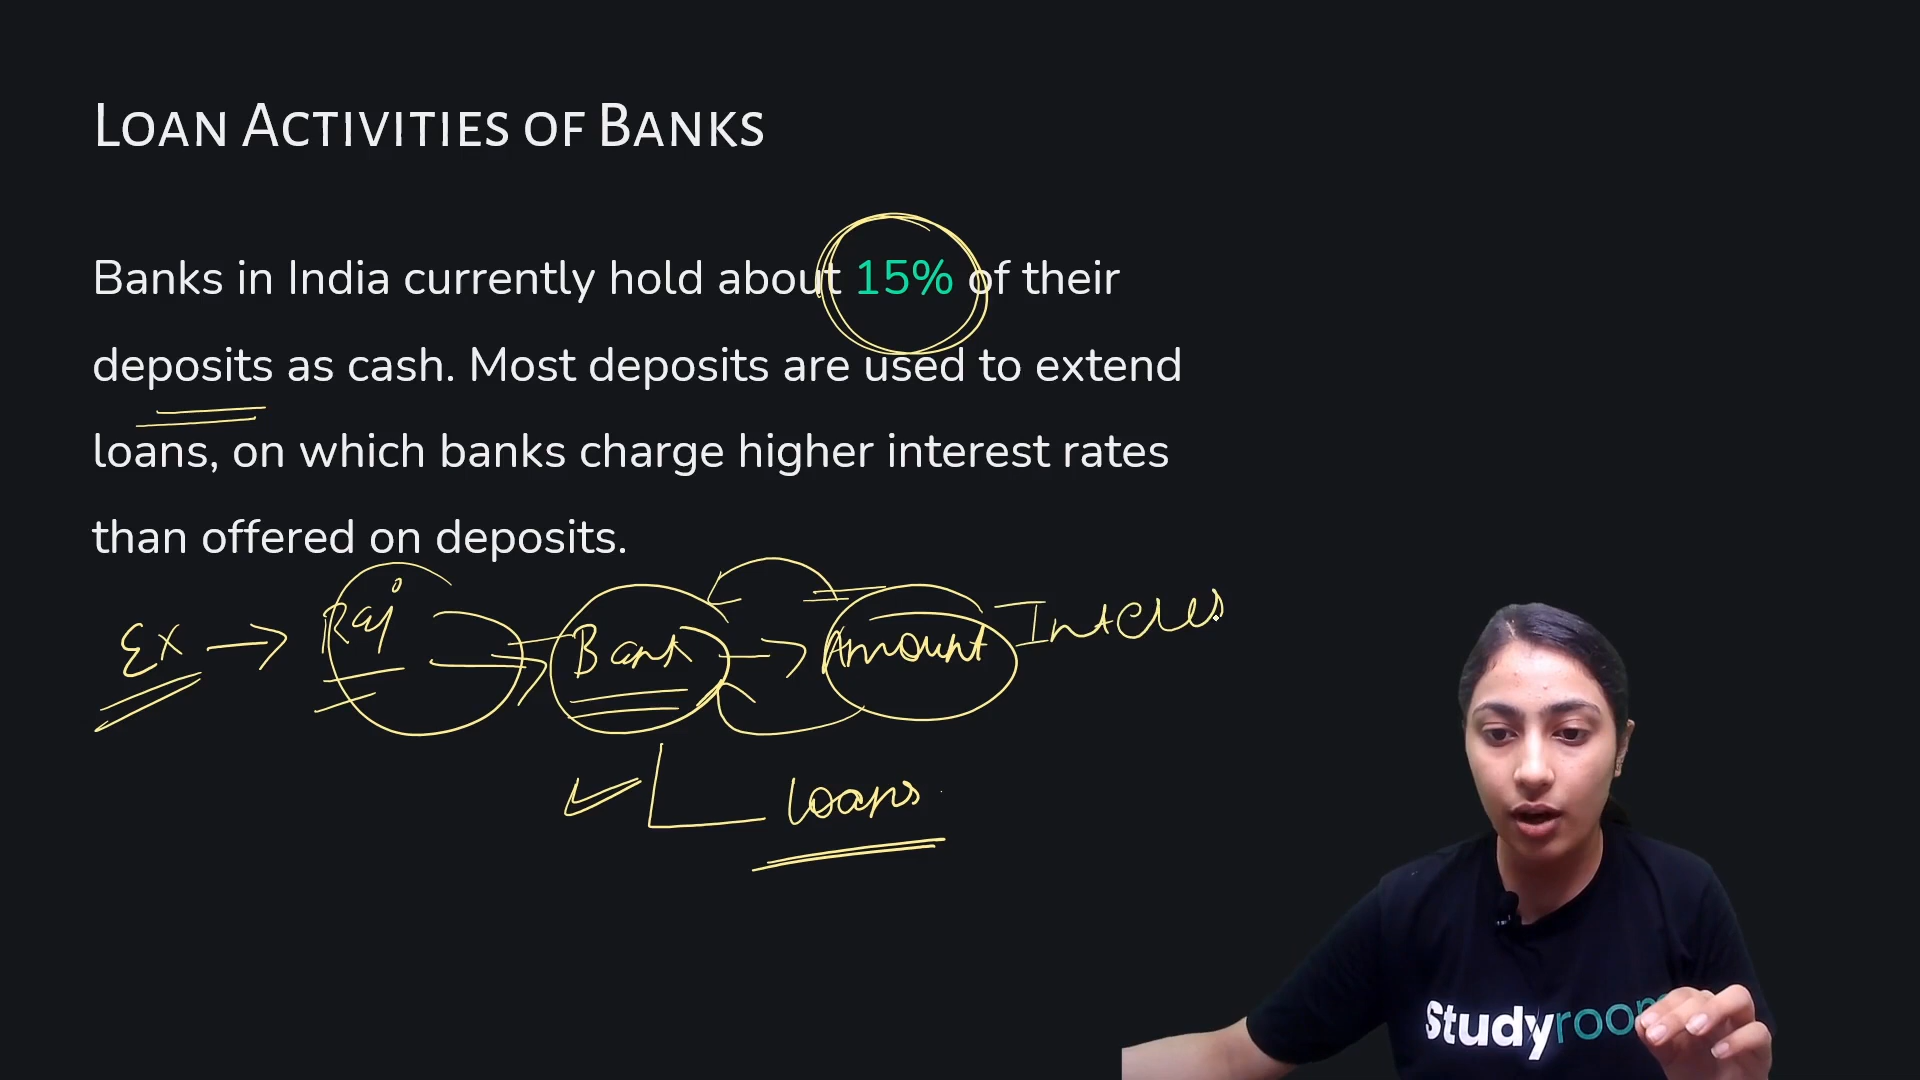 LOAN ACTIVITIES OF BANKS
Banks in India currently hold about 15% of their
deposits as cash. Most deposits are used to extend
loans, on which banks charge higher interest rates
than offered on deposits.
Ex → Raj → Bank → Amount Interes
loans
Studyroom